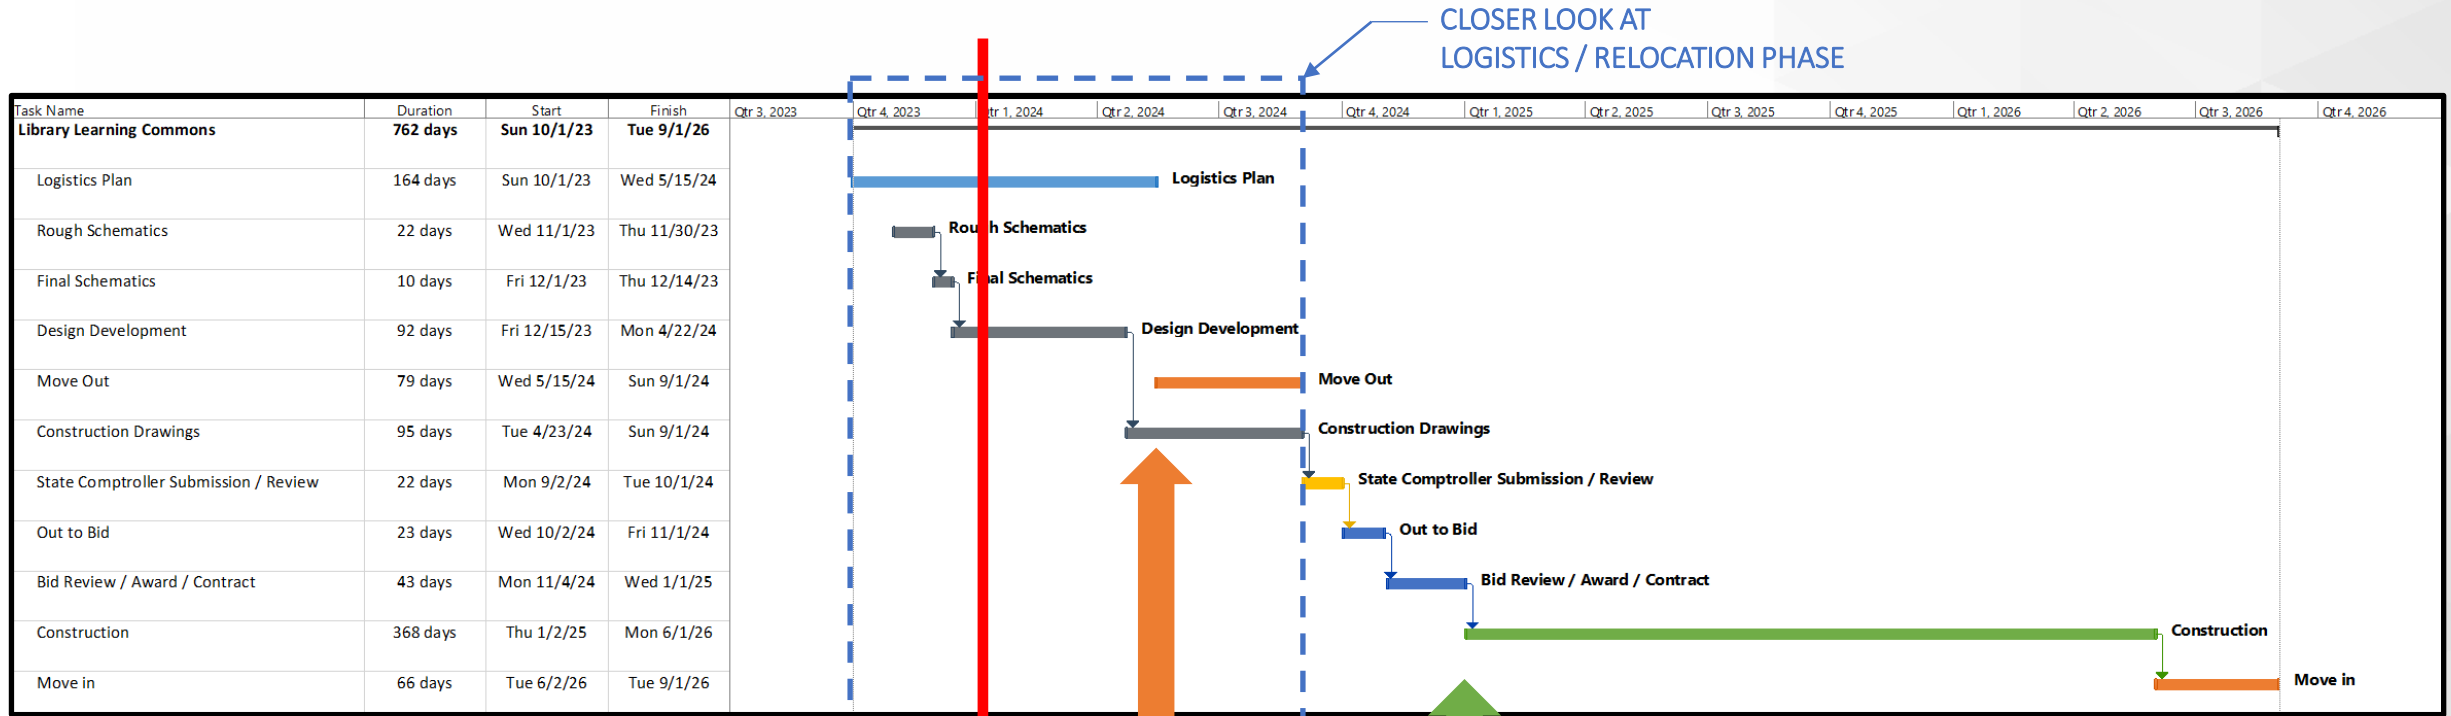 CLOSER LOOK AT
LOGISTICS / RELOCATION PHASE
Task Name Duration Start Finish Qtr 3, 2023 Qtr 4, 2023 Qtr 1, 2024 Qtr 2, 2024 Qtr 3, 2024 Qtr 4, 2024 Qtr 1, 2025 Qtr 2, 2025 Qtr 3, 2025 Qtr 4, 2025 Qtr 1, 2026 Qtr 2, 2026 Qtr 3, 2026 Qtr 4, 2026
Library Learning Commons 762 days Sun 10/1/23 Tue 9/1/26
Logistics Plan 164 days Sun 10/1/23 Wed 5/15/24 Logistics Plan
Rough Schematics 22 days Wed 11/1/23 Thu 11/30/23 Rough Schematics
Final Schematics 10 days Fri 12/1/23 Thu 12/14/23 Final Schematics
Design Development 92 days Fri 12/15/23 Mon 4/22/24 Design Development
Move Out 79 days Wed 5/15/24 Sun 9/1/24 Move Out
Construction Drawings 95 days Tue 4/23/24 Sun 9/1/24 Construction Drawings
State Comptroller Submission / Review 22 days Mon 9/2/24 Tue 10/1/24 State Comptroller Submission / Review
Out to Bid 23 days Wed 10/2/24 Fri 11/1/24 Out to Bid
Bid Review / Award / Contract 43 days Mon 11/4/24 Wed 1/1/25 Bid Review / Award / Contract
Construction 368 days Thu 1/2/25 Mon 6/1/26 Construction
Move in 66 days Tue 6/2/26 Tue 9/1/26 Move in